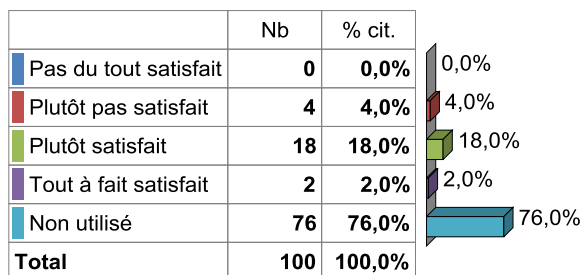 Nb % cit.
Pas du tout satisfait 0 0,0% 0,0%
Plutôt pas satisfait 4 4,0% 4,0%
Plutôt satisfait 18 18,0% 18,0%
Tout à fait satisfait 2 2,0% 2,0%
Non utilisé 76 76,0% 76,0%
Total 100 100,0%